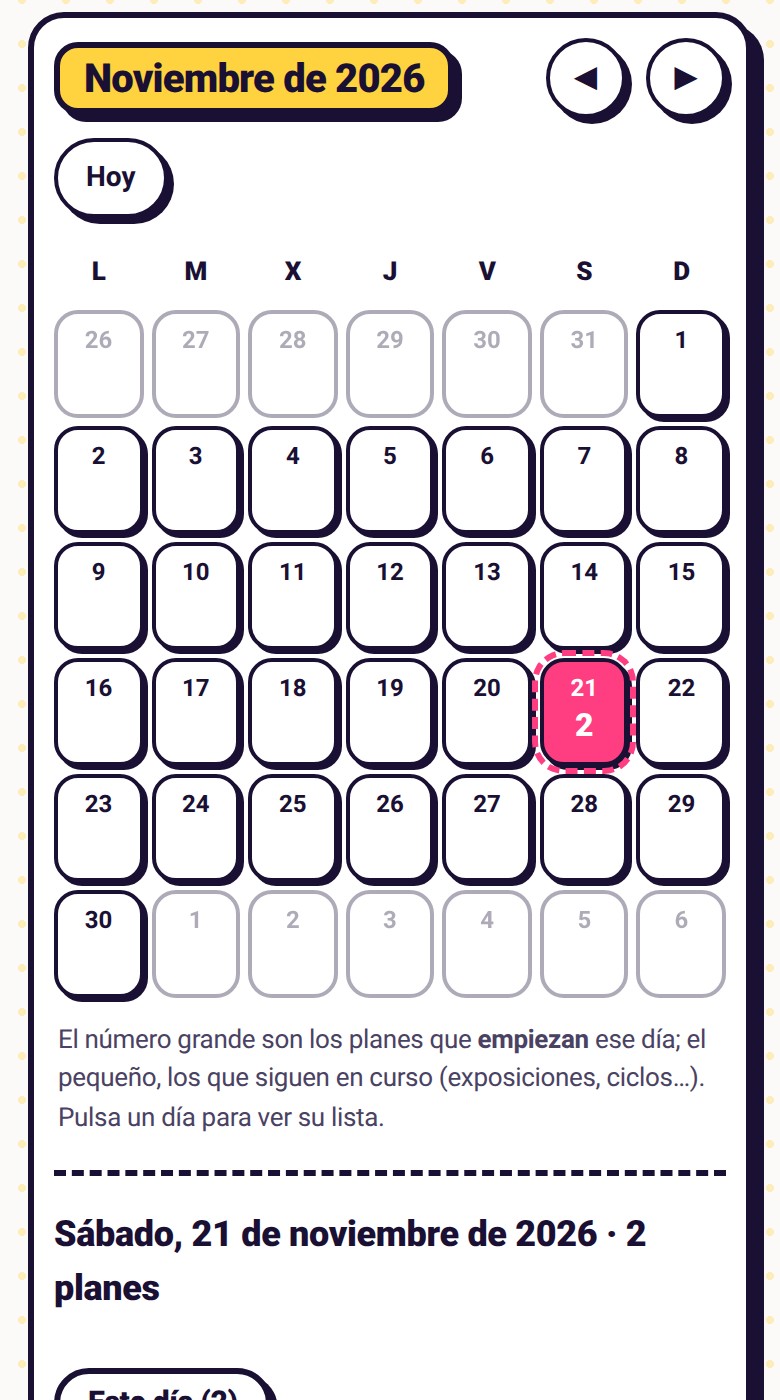 Noviembre de 2026 ◀ ▶
Hoy
L M X J V S D
26 27 28 29 30 31 1
2 3 4 5 6 7 8
9 10 11 12 13 14 15
16 17 18 19 20 21 22
2
23 24 25 26 27 28 29
30 1 2 3 4 5 6
El número grande son los planes que empiezan ese día; el
pequeño, los que siguen en curso (exposiciones, ciclos…).
Pulsa un día para ver su lista.
Sábado, 21 de noviembre de 2026 · 2
planes
Este día (2)